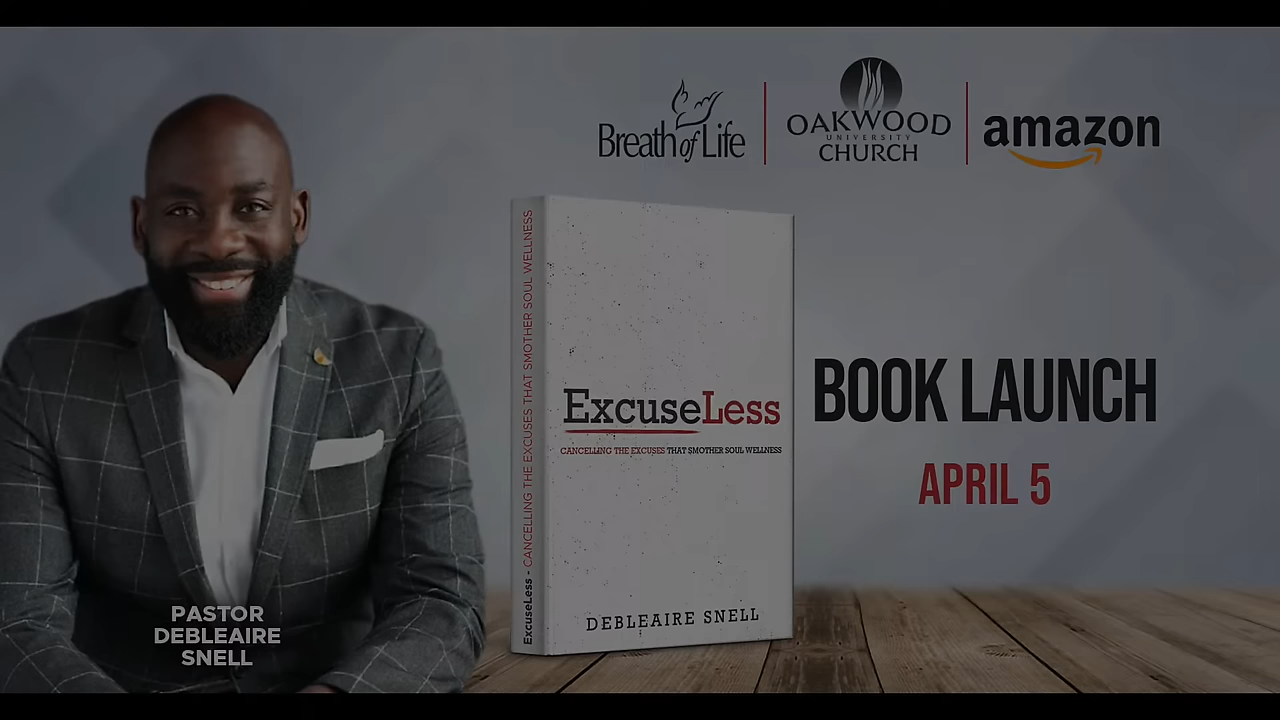 Breath of Life
OAKWOOD
UNIVERSITY
CHURCH
amazon
ExcuseLess - CANCELLING THE EXCUSES THAT SMOTHER SOUL WELLNESS
ExcuseLess
CANCELLING THE EXCUSES THAT SMOTHER SOUL WELLNESS
DEBLEAIRE SNELL
BOOK LAUNCH
APRIL 5
PASTOR
DEBLEAIRE
SNELL